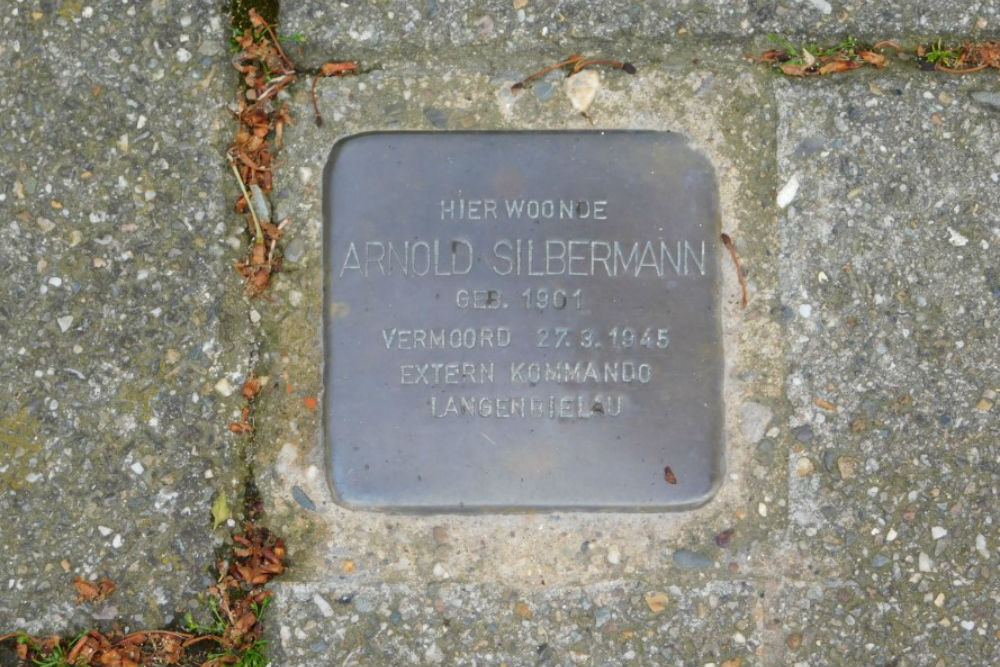 HIER WOONDE
ARNOLD SILBERMANN
GEB. 1901
VERMOORD 27.3.1945
EXTERN KOMMANDO
LANGENBIELAU